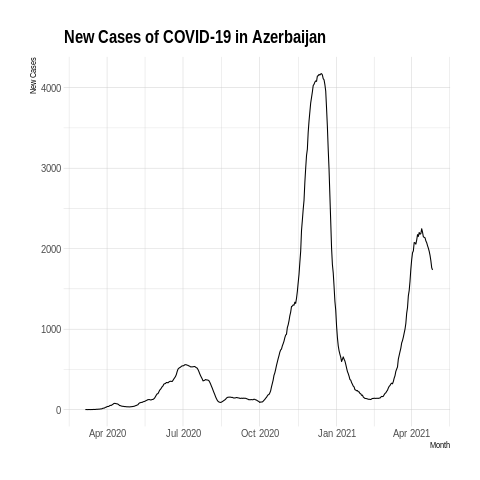 New Cases of COVID-19 in Azerbaijan
New Cases
4000
3000
2000
1000
0
Apr 2020 Jul 2020 Oct 2020 Jan 2021 Apr 2021
Month